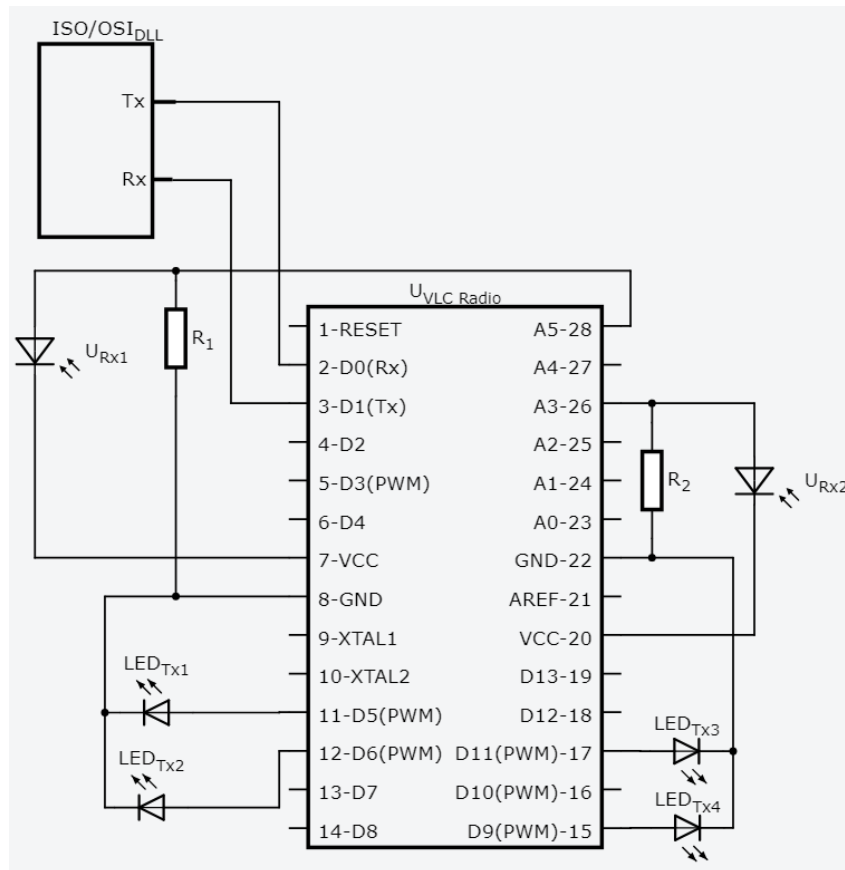 ISO/OSI DLL
Tx
Rx
U VLC Radio
1-RESET
2-D0(Rx)
3-D1(Tx)
4-D2
5-D3(PWM)
6-D4
7-VCC
8-GND
9-XTAL1
10-XTAL2
11-D5(PWM)
12-D6(PWM)
13-D7
14-D8
A5-28
A4-27
A3-26
A2-25
A1-24
A0-23
GND-22
AREF-21
VCC-20
D13-19
D12-18
D11(PWM)-17
D10(PWM)-16
D9(PWM)-15
U Rx1
R1
R2
U Rx2
LED Tx1
LED Tx2
LED Tx3
LED Tx4